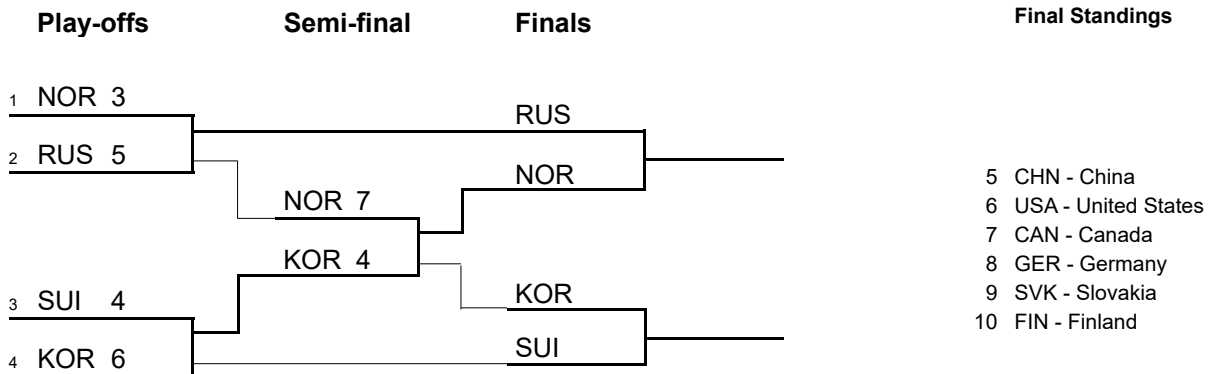 Play-offs Semi-final Finals Final Standings
1 NOR 3
2 RUS 5
3 SUI 4
4 KOR 6
NOR 7
KOR 4
RUS
NOR
KOR
SUI
5 CHN - China
6 USA - United States
7 CAN - Canada
8 GER - Germany
9 SVK - Slovakia
10 FIN - Finland